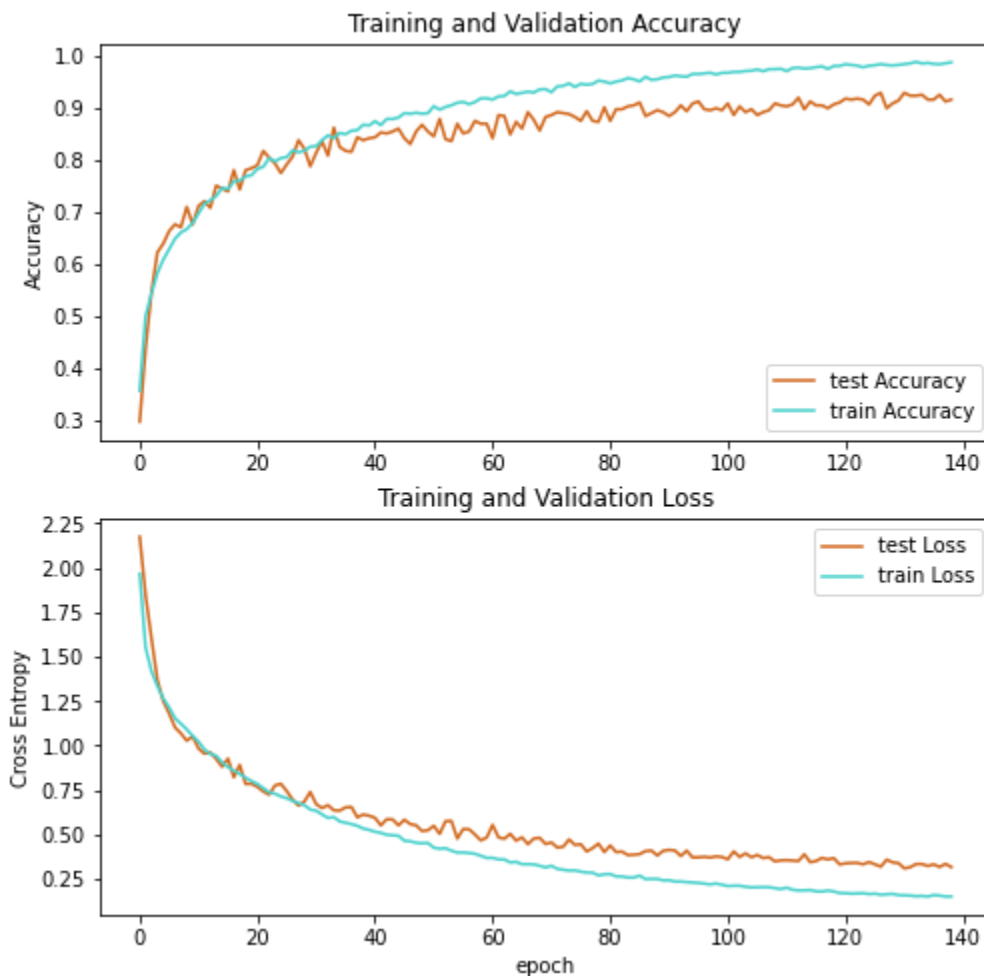 Training and Validation Accuracy
1.0
0.9
0.8
0.7
0.6
0.5
0.4
0.3
Accuracy
test Accuracy
train Accuracy
0 20 40 60 80 100 120 140
Training and Validation Loss
2.25
2.00
1.75
1.50
1.25
1.00
0.75
0.50
0.25
Cross Entropy
test Loss
train Loss
0 20 40 60 80 100 120 140
epoch